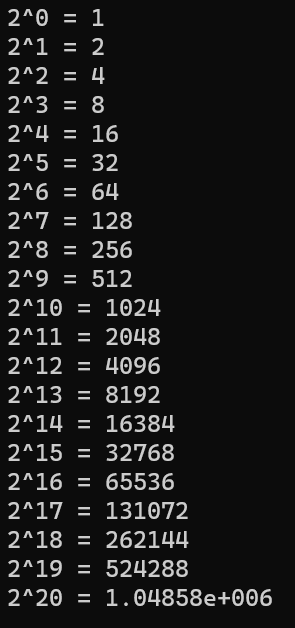 2^0 = 1
2^1 = 2
2^2 = 4
2^3 = 8
2^4 = 16
2^5 = 32
2^6 = 64
2^7 = 128
2^8 = 256
2^9 = 512
2^10 = 1024
2^11 = 2048
2^12 = 4096
2^13 = 8192
2^14 = 16384
2^15 = 32768
2^16 = 65536
2^17 = 131072
2^18 = 262144
2^19 = 524288
2^20 = 1.04858e+006